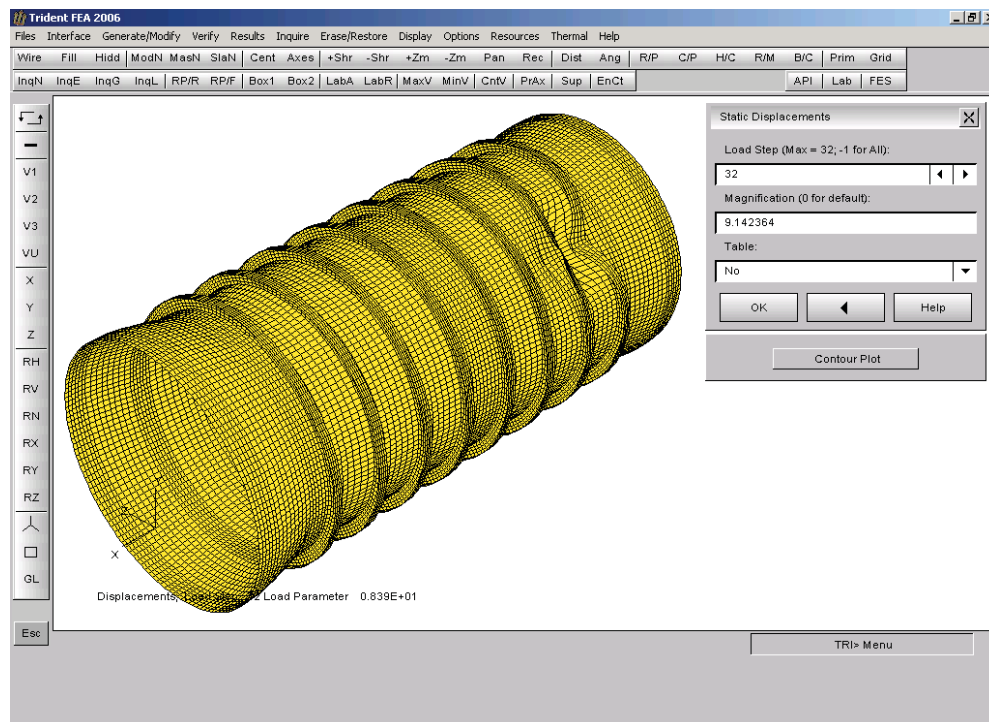 Trident FEA 2006
Files Interface Generate/Modify Verify Results Inquire Erase/Restore Display Options Resources Thermal Help
Wire Fill Hidd ModN MasN SlaN Cent Axes +Shr -Shr +Zm -Zm Pan Rec Dist Ang R/P C/P H/C R/M B/C Prim Grid
InqN InqE InqG InqL RP/R RP/F Box1 Box2 LabA LabR MaxV MinV CntV PrAx Sup EnCt API Lab FES
V1
V2
V3
VU
X
Y
Z
RH
RV
RN
RX
RY
RZ
GL
Esc
X
Displacements, Load Parameter 0.839E+01
Static Displacements
Load Step (Max = 32; -1 for All):
32
Magnification (0 for default):
9.142364
Table:
No
OK Help
Contour Plot
TRI> Menu